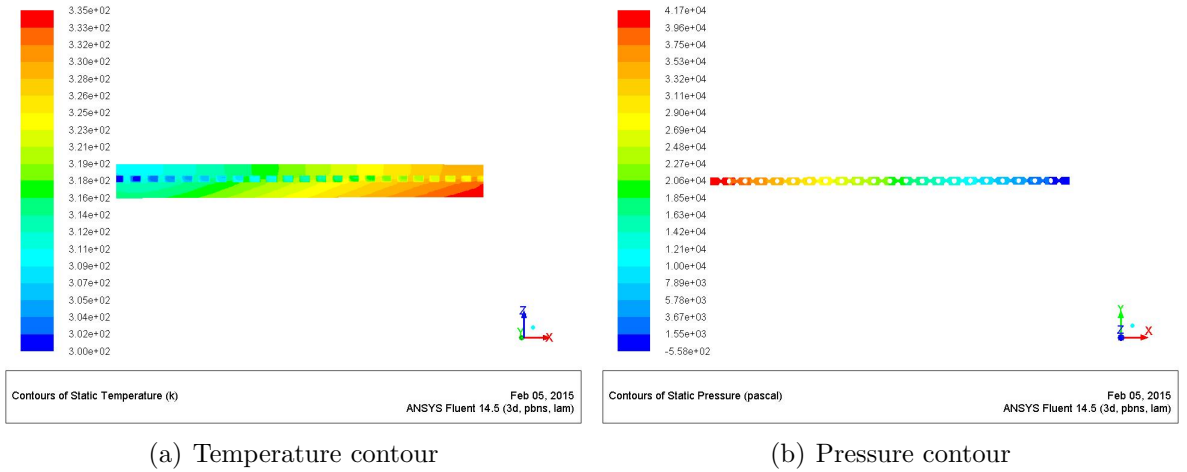 3.35e+02
3.33e+02
3.32e+02
3.30e+02
3.28e+02
3.26e+02
3.25e+02
3.23e+02
3.21e+02
3.19e+02
3.18e+02
3.16e+02
3.14e+02
3.12e+02
3.11e+02
3.09e+02
3.07e+02
3.05e+02
3.04e+02
3.02e+02
3.00e+02
Z
Y
X
Contours of Static Temperature (k)
Feb 05, 2015
ANSYS Fluent 14.5 (3d, pbns, lam)
(a) Temperature contour
4.17e+04
3.96e+04
3.75e+04
3.53e+04
3.32e+04
3.11e+04
2.90e+04
2.69e+04
2.48e+04
2.27e+04
2.06e+04
1.85e+04
1.63e+04
1.42e+04
1.21e+04
1.00e+04
7.89e+03
5.78e+03
3.67e+03
1.55e+03
-5.58e+02
Y
Z
X
Contours of Static Pressure (pascal)
Feb 05, 2015
ANSYS Fluent 14.5 (3d, pbns, lam)
(b) Pressure contour